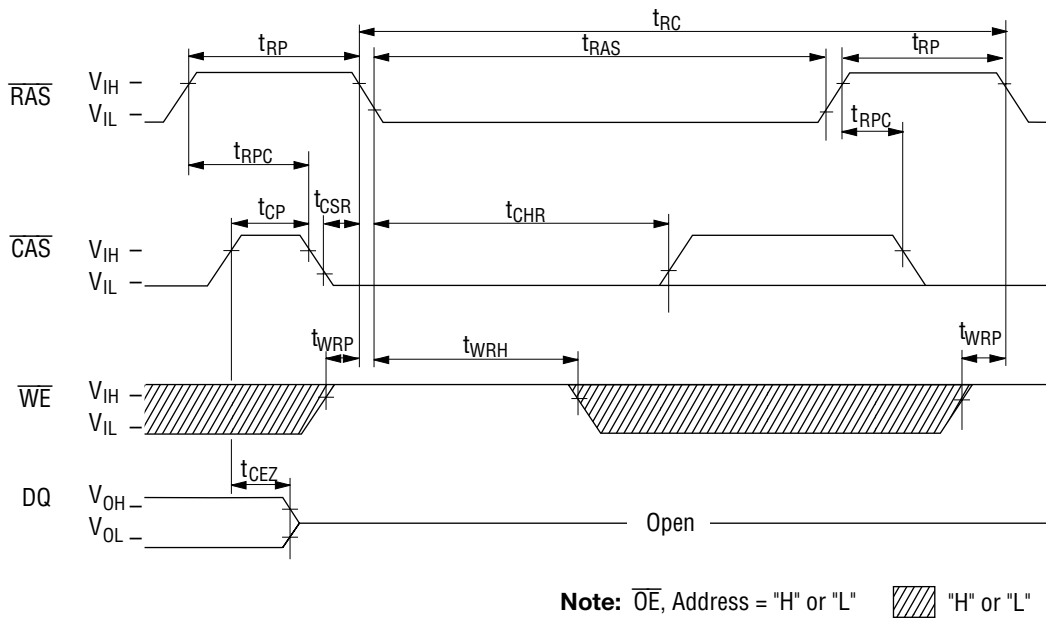 tRC
tRP
tRAS
tRP
RAS
VIH
VIL
tRPC
tRPC
tCP
tCSR
tCHR
CAS
VIH
VIL
tWRP
tWRH
tWRP
WE
VIH
VIL
tCEZ
DQ
VOH
VOL
Open
Note: OE, Address = "H" or "L"
"H" or "L"